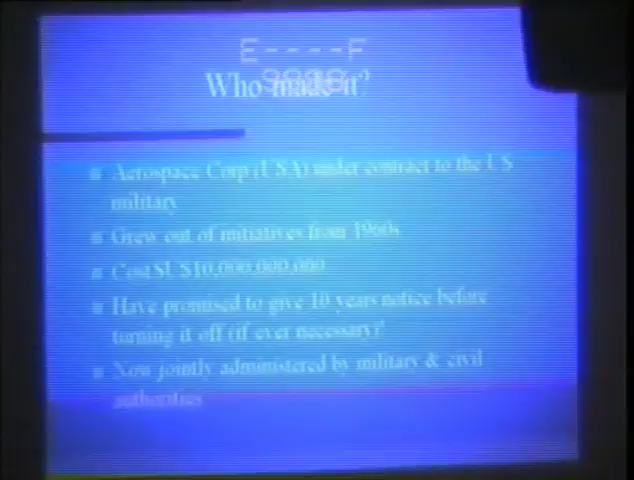 E----F
Who made it?
Aerospace Corp (USA) under contract to the US
military
Grew out of initiatives from 1960s
Cost $US10,000,000,000
Have promised to give 10 years notice before
turning it off (if ever necessary)!
Now jointly administered by military & civil
authorities